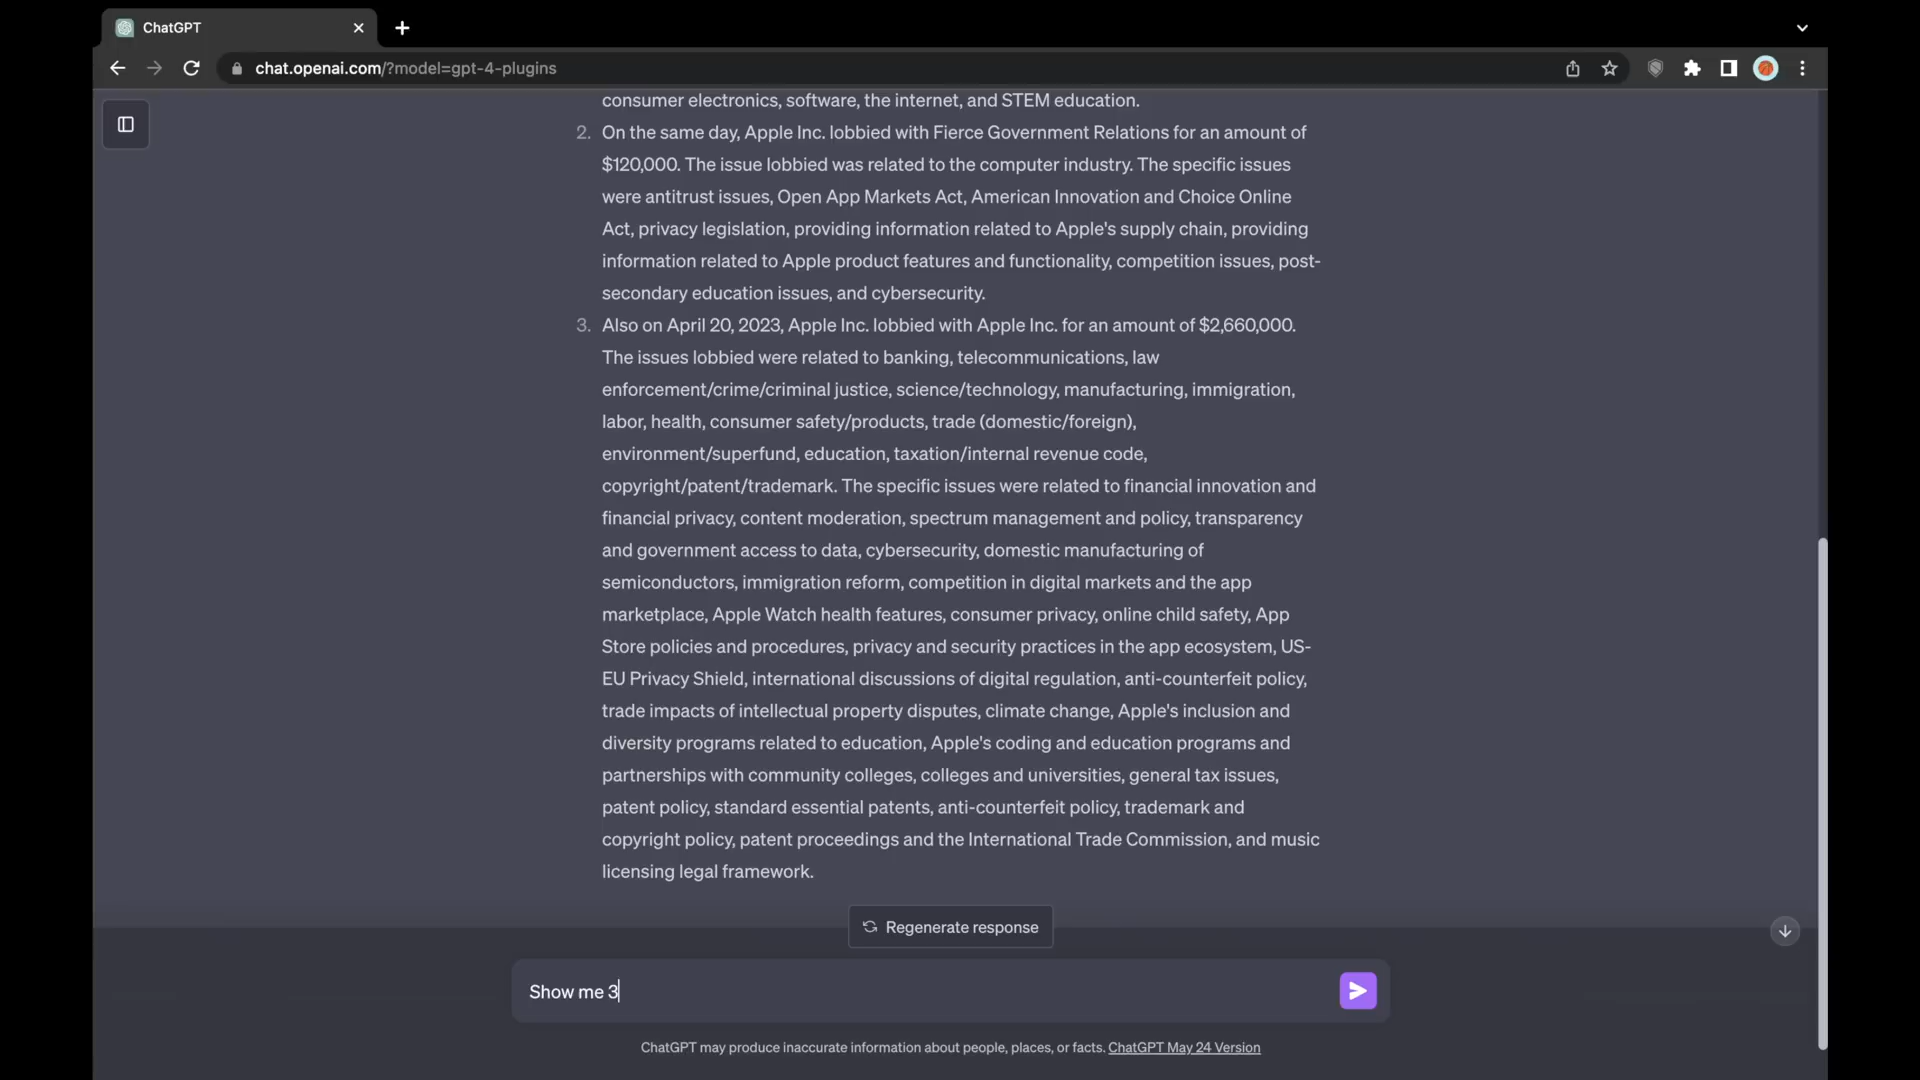 ChatGPT
chat.openai.com/?model=gpt-4-plugins
consumer electronics, software, the internet, and STEM education.
2. On the same day, Apple Inc. lobbied with Fierce Government Relations for an amount of
$120,000. The issue lobbied was related to the computer industry. The specific issues
were antitrust issues, Open App Markets Act, American Innovation and Choice Online
Act, privacy legislation, providing information related to Apple's supply chain, providing
information related to Apple product features and functionality, competition issues, post-
secondary education issues, and cybersecurity.
3. Also on April 20, 2023, Apple Inc. lobbied with Apple Inc. for an amount of $2,660,000.
The issues lobbied were related to banking, telecommunications, law
enforcement/crime/criminal justice, science/technology, manufacturing, immigration,
labor, health, consumer safety/products, trade (domestic/foreign),
environment/superfund, education, taxation/internal revenue code,
copyright/patent/trademark. The specific issues were related to financial innovation and
financial privacy, content moderation, spectrum management and policy, transparency
and government access to data, cybersecurity, domestic manufacturing of
semiconductors, immigration reform, competition in digital markets and the app
marketplace, Apple Watch health features, consumer privacy, online child safety, App
Store policies and procedures, privacy and security practices in the app ecosystem, US-
EU Privacy Shield, international discussions of digital regulation, anti-counterfeit policy,
trade impacts of intellectual property disputes, climate change, Apple's inclusion and
diversity programs related to education, Apple's coding and education programs and
partnerships with community colleges, colleges and universities, general tax issues,
patent policy, standard essential patents, anti-counterfeit policy, trademark and
copyright policy, patent proceedings and the International Trade Commission, and music
licensing legal framework.
Regenerate response
Show me 3
ChatGPT may produce inaccurate information about people, places, or facts. ChatGPT May 24 Version